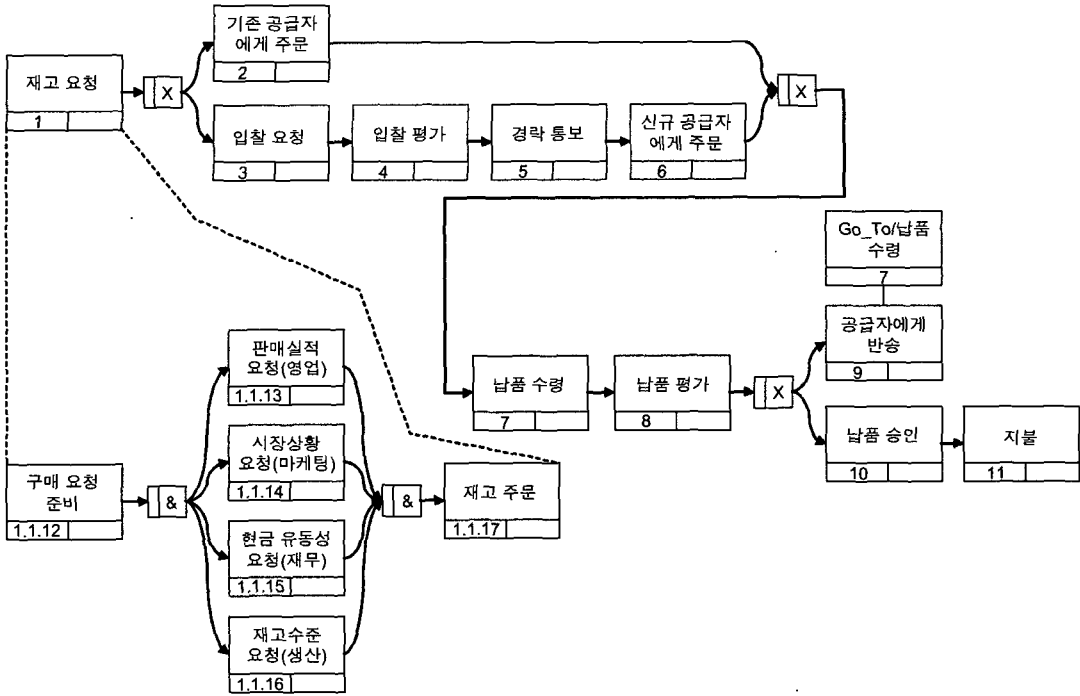 기존 공급자
에게 주문
2
재고 요청
1
X
X
입찰 요청
3
입찰 평가
4
경락 통보
5
신규 공급자
에게 주문
6
Go_To/납품
수령
7
공급자에게
반송
9
납품 수령
7
납품 평가
8
X
납품 승인
10
지불
11
판매실적
요청(영업)
1.1.13
시장상황
요청(마케팅)
1.1.14
구매 요청
준비
1.1.12
&
&
재고 주문
1.1.17
현금 유동성
요청(재무)
1.1.15
재고수준
요청(생산)
1.1.16